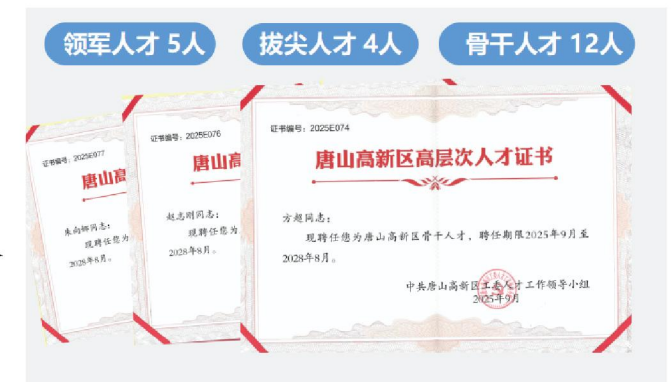 领军人才 5人
拔尖人才 4人
骨干人才 12人
证书编号：2025E077
唐山高
朱向娜同志：
现聘任您为
2028年8月。
证书编号：2025E076
唐山高
赵志刚同志：
现聘任您为
2028年8月。
证书编号：2025E074
唐山高新区高层次人才证书
方超同志：
现聘任您为唐山高新区骨干人才，聘任期限2025年9月至
2028年8月。
中共唐山高新区工委人才工作领导小组
2025年9月